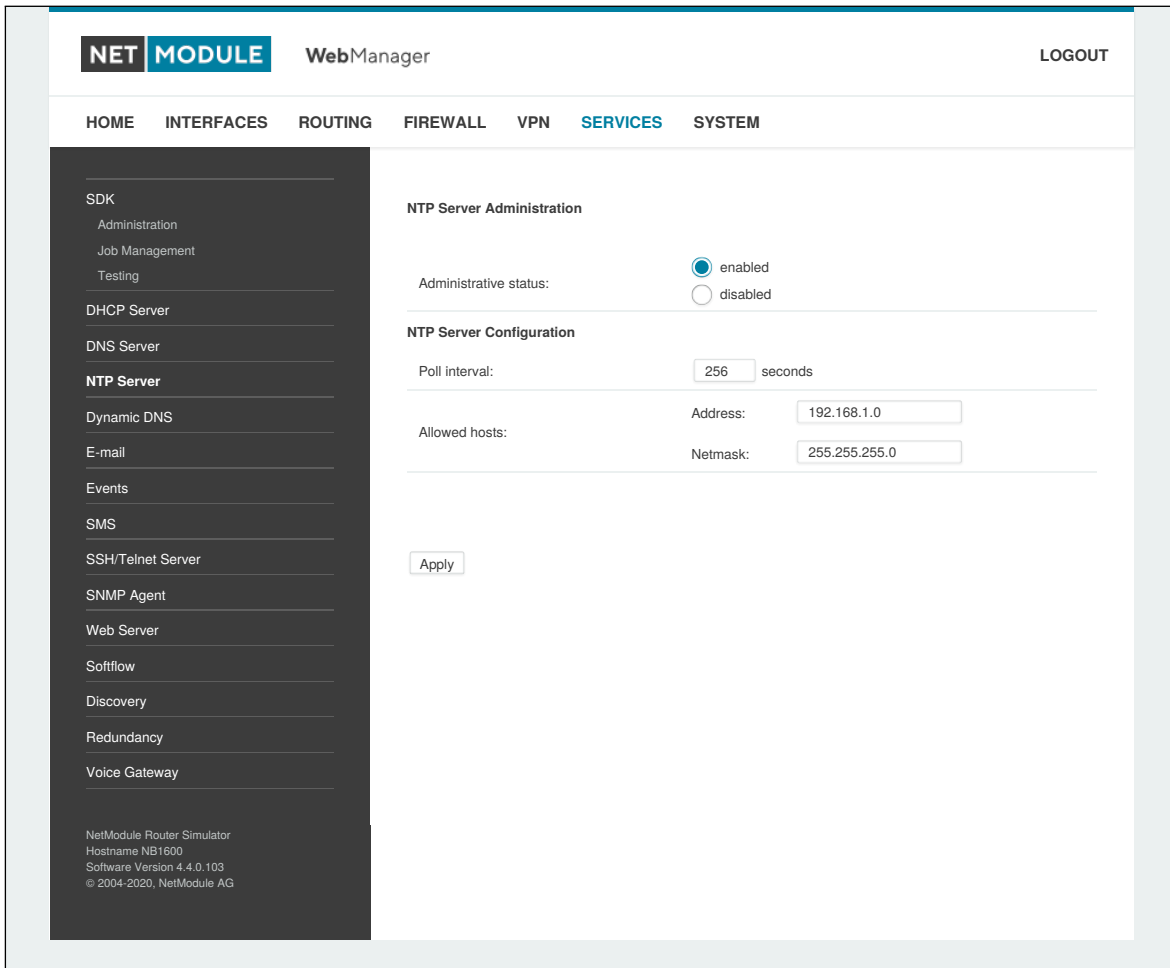 NET MODULE WebManager LOGOUT
HOME INTERFACES ROUTING FIREWALL VPN SERVICES SYSTEM
SDK
Administration
Job Management
Testing
DHCP Server
DNS Server
NTP Server
Dynamic DNS
E-mail
Events
SMS
SSH/Telnet Server
SNMP Agent
Web Server
Softflow
Discovery
Redundancy
Voice Gateway
NetModule Router Simulator
Hostname NB1600
Software Version 4.4.0.103
© 2004-2020, NetModule AG
NTP Server Administration
Administrative status:
enabled
disabled
NTP Server Configuration
Poll interval: 256 seconds
Allowed hosts:
Address: 192.168.1.0
Netmask: 255.255.255.0
Apply